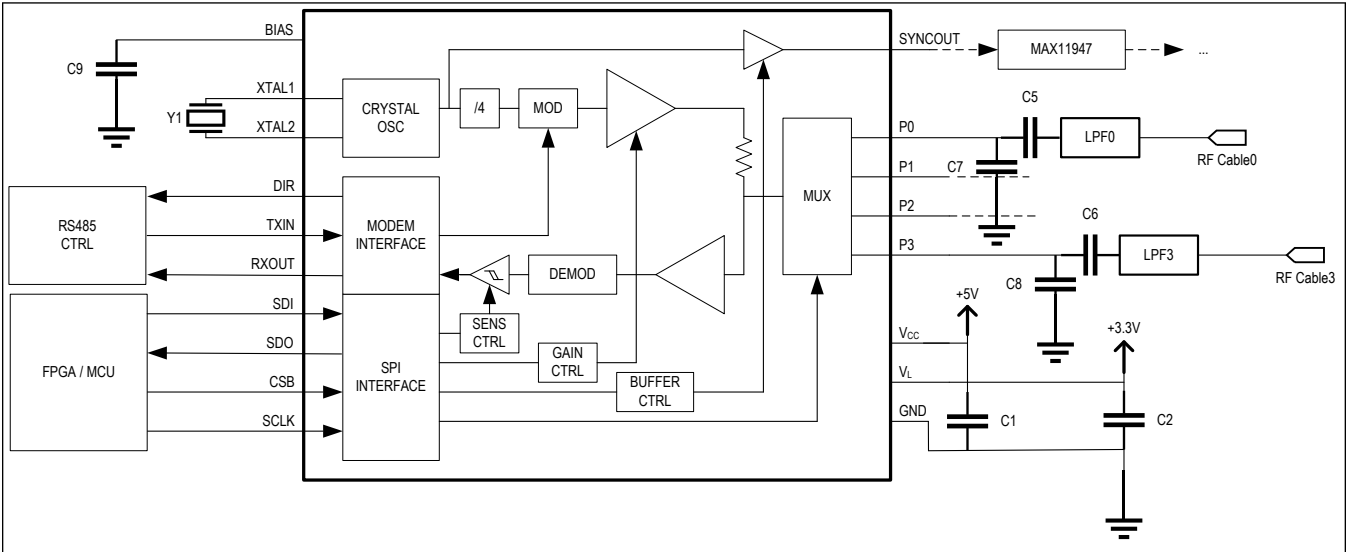 BIAS
C9
XTAL1
Y1
XTAL2
CRYSTAL
OSC
/4
MOD
SYNCOUT
MAX11947
...
C5
P0
LPF0
RF Cable0
P1
C7
MUX
P2
C6
P3
LPF3
RF Cable3
C8
RS485
CTRL
DIR
TXIN
RXOUT
MODEM
INTERFACE
DEMOD
SENS
CTRL
FPGA / MCU
SDI
SDO
CSB
SCLK
SPI
INTERFACE
GAIN
CTRL
BUFFER
CTRL
+5V
+3.3V
VCC
VL
GND
C1
C2